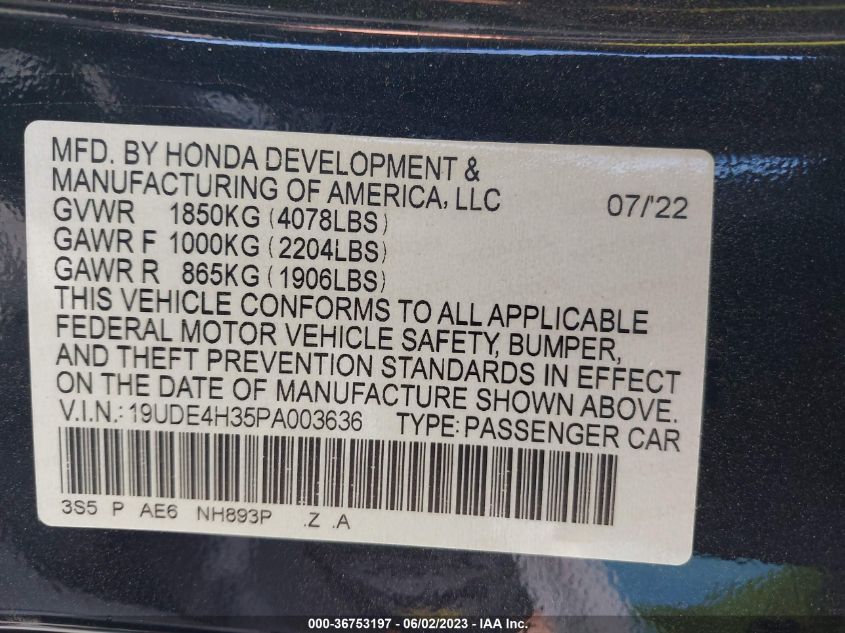 MFD. BY HONDA DEVELOPMENT &
MANUFACTURING OF AMERICA, LLC
07/'22
GVWR 1850KG (4078LBS)
GAWR F 1000KG (2204LBS)
GAWR R 865KG (1906LBS)
THIS VEHICLE CONFORMS TO ALL APPLICABLE
FEDERAL MOTOR VEHICLE SAFETY, BUMPER,
AND THEFT PREVENTION STANDARDS IN EFFECT
ON THE DATE OF MANUFACTURE SHOWN ABOVE.
V.I.N.: 19UDE4H35PA003636 TYPE: PASSENGER CAR
3S5 P AE6 NH893P .Z .A
000-36753197 - 06/02/2023 - IAA Inc.